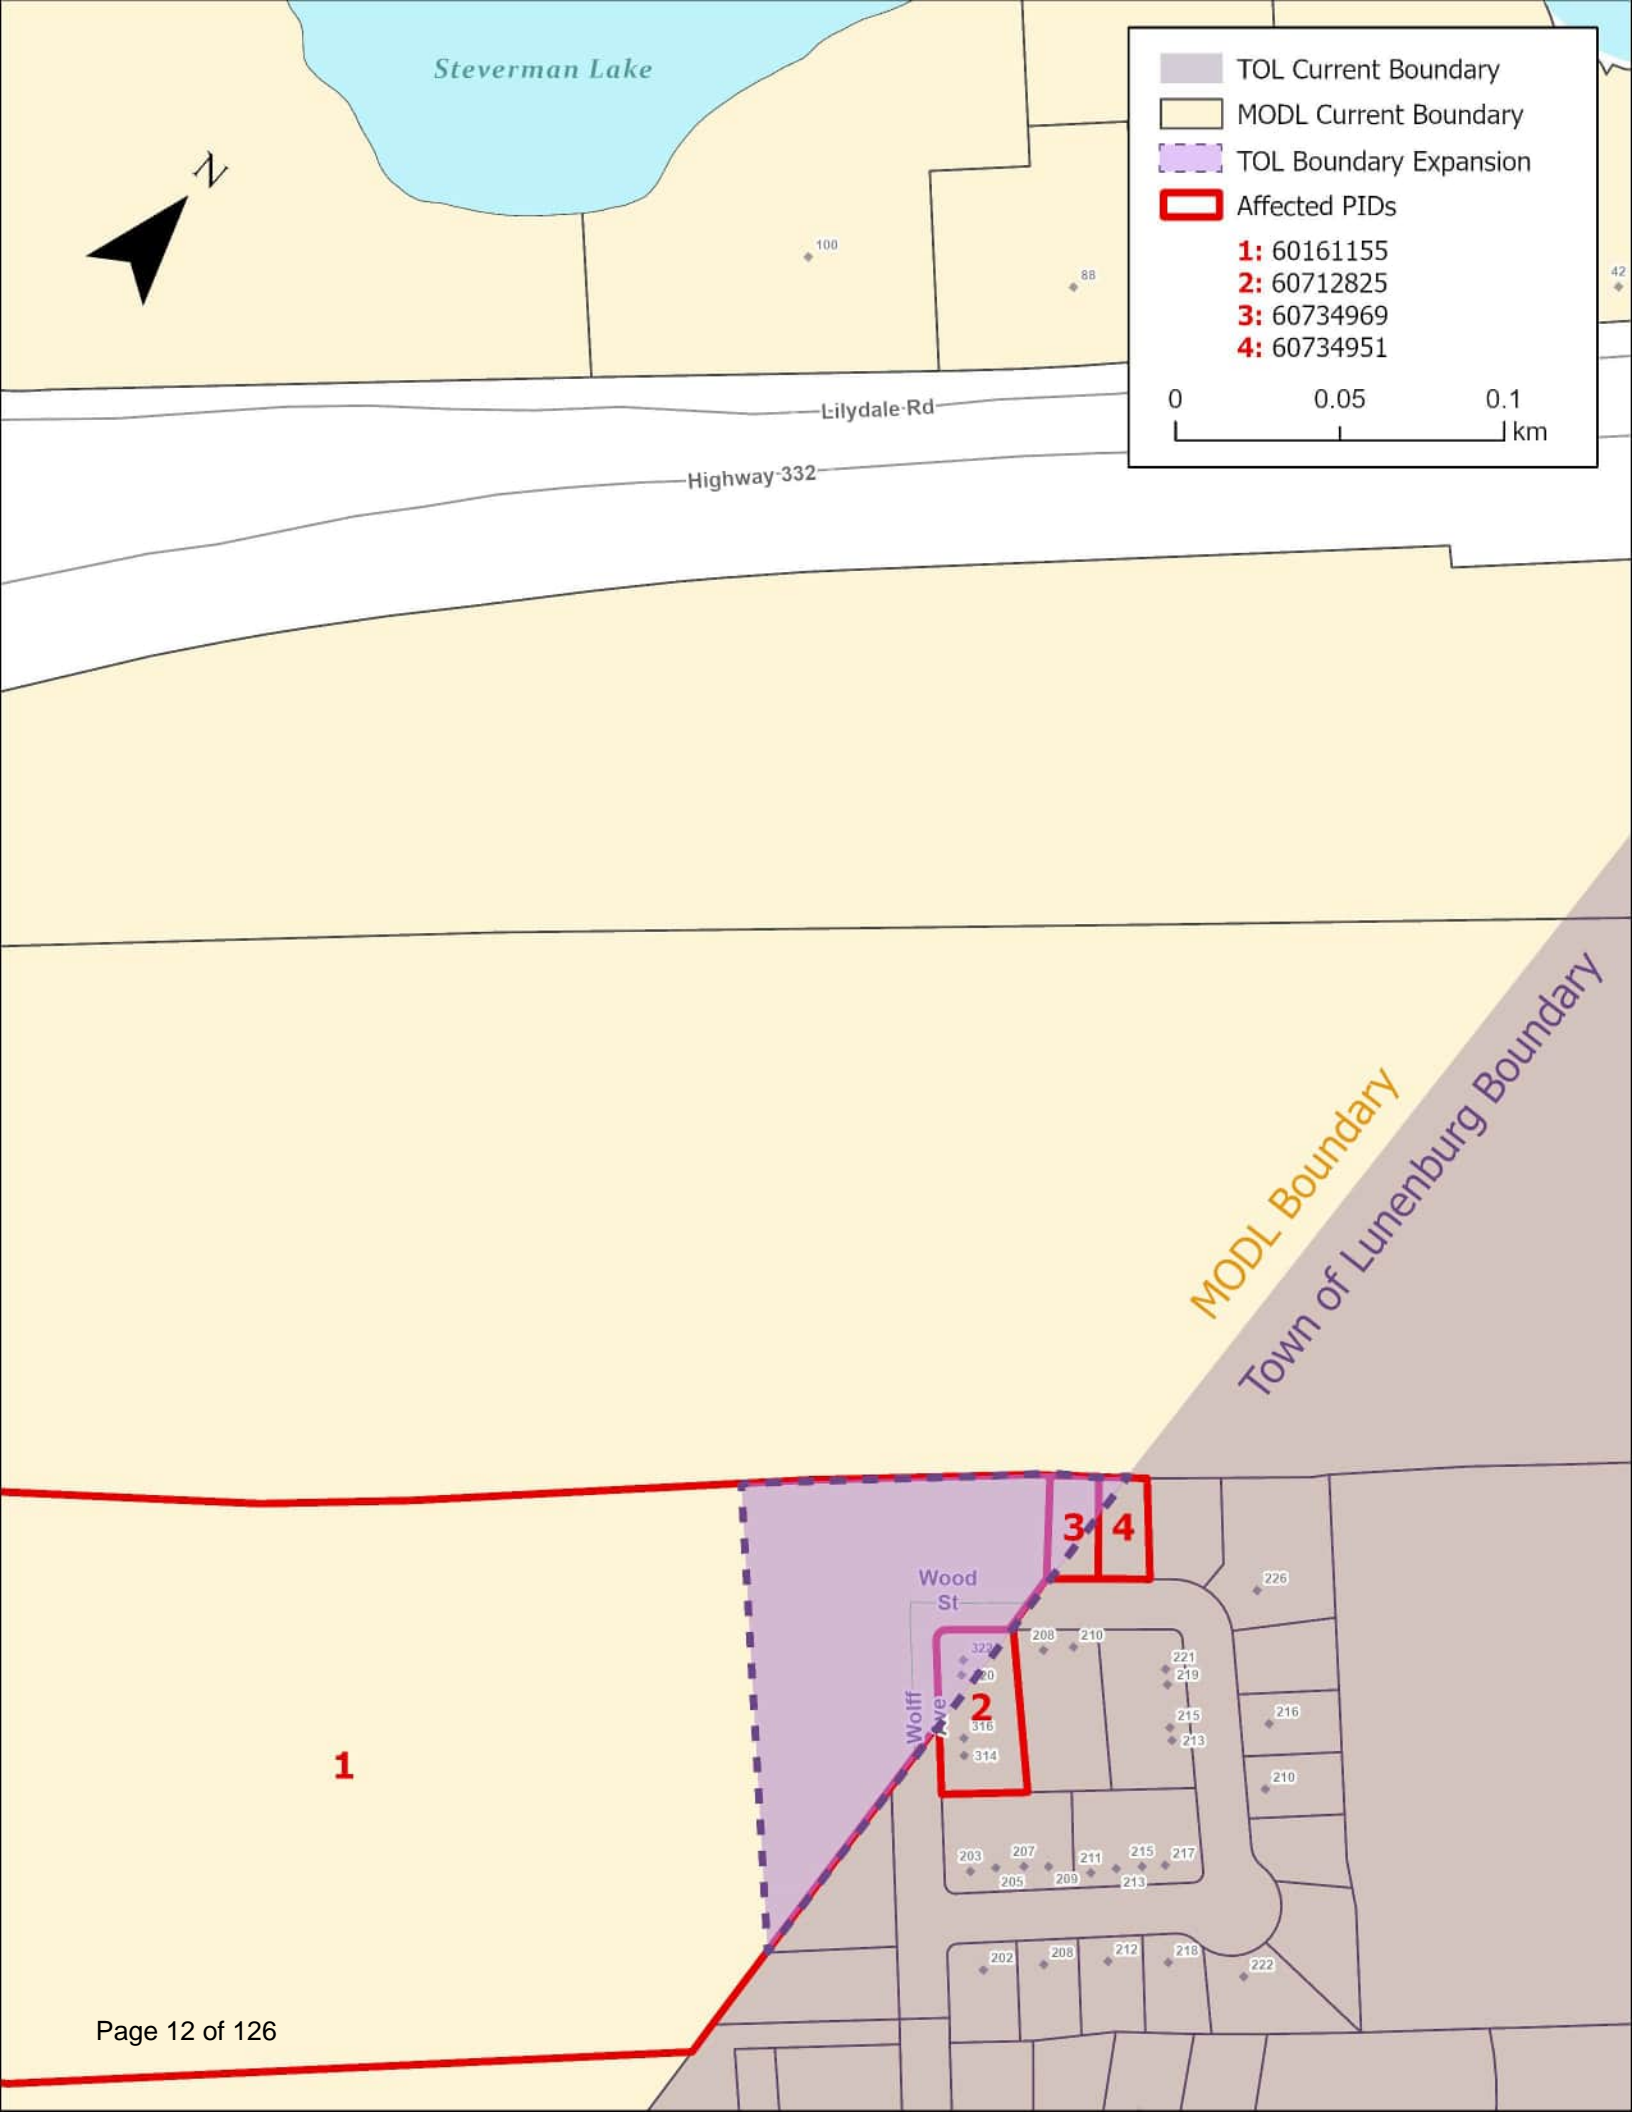 Steverman Lake
N
TOL Current Boundary
MODL Current Boundary
TOL Boundary Expansion
Affected PIDs
1: 60161155
2: 60712825
3: 60734969
4: 60734951
0 0.05 0.1
km
100
88
42
Lilydale Rd
Highway 332
MODL Boundary
Town of Lunenburg Boundary
3
4
Wood
St
226
208
210
322
221
219
Wolff
Ave
2
316
314
215
213
216
210
1
203
207
205
209
211
215
217
213
202
208
212
218
222
Page 12 of 126